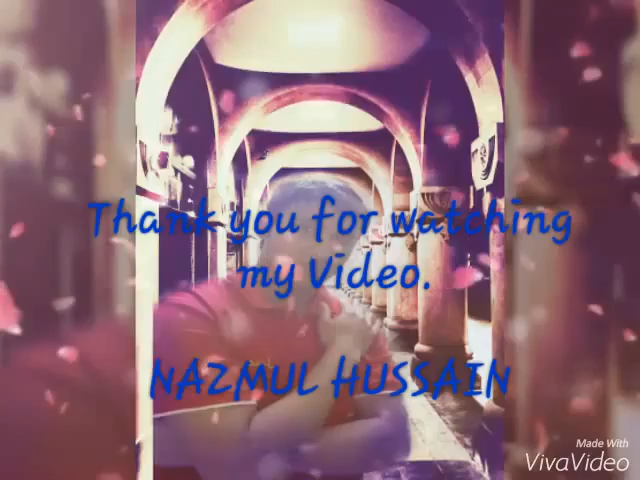 Thank you for watching
my Video.
NAZMUL HUSSAIN
Made With
VivaVideo